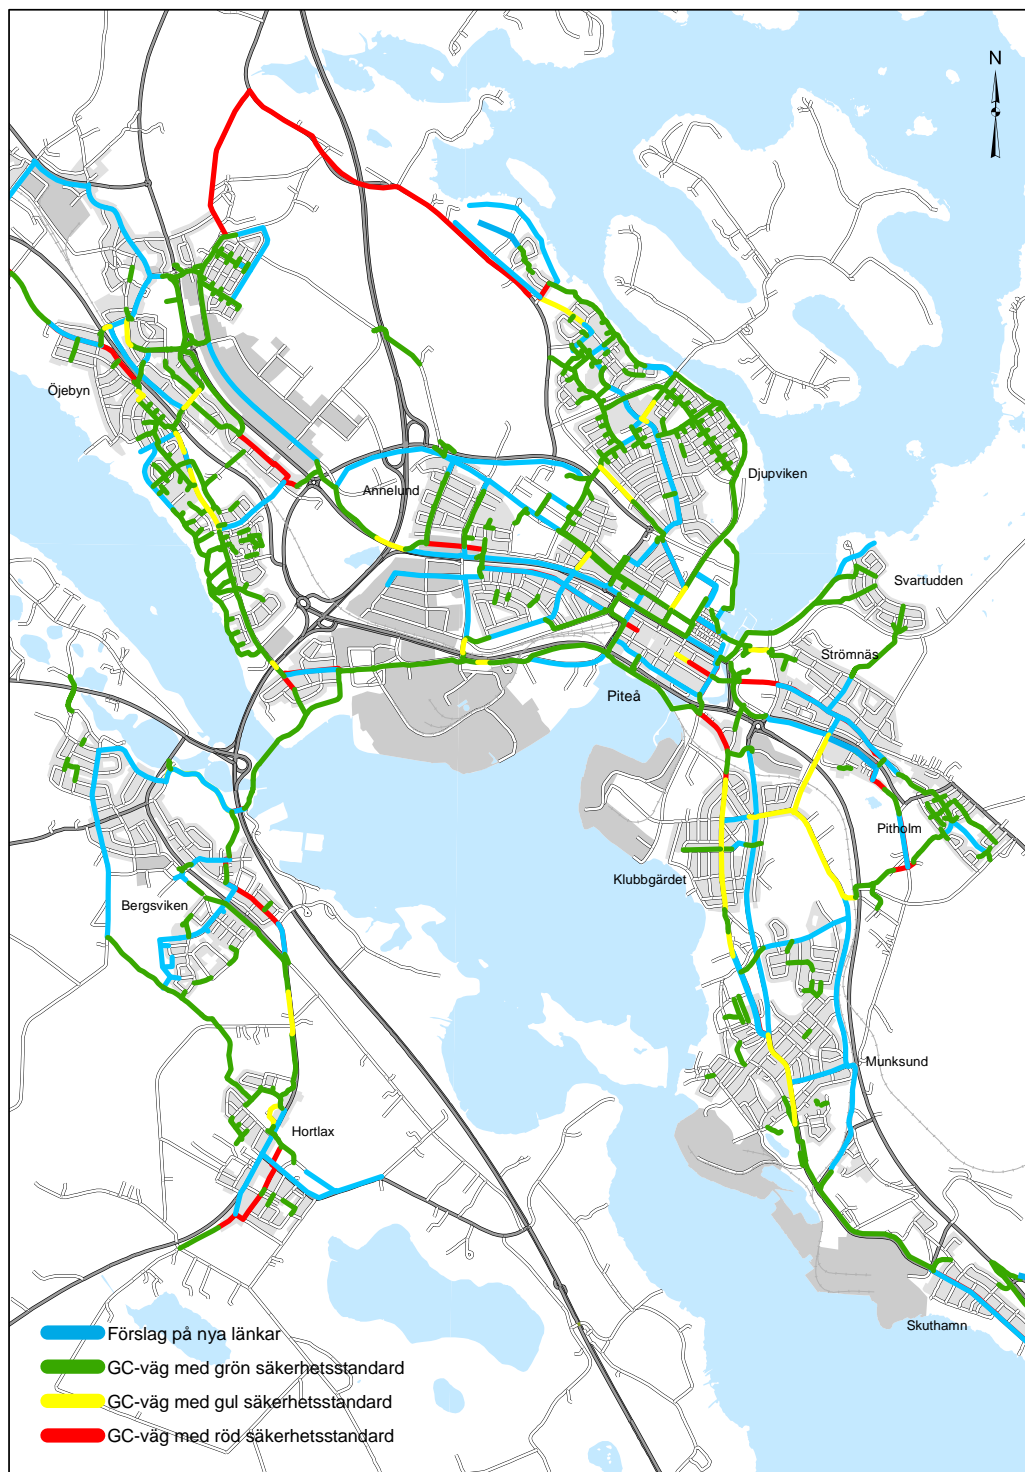 N
Öjebyn
Annelund
Djupviken
Svartudden
Strömnäs
Piteå
Pitholm
Klubbgärdet
Bergsviken
Munksund
Hortlax
Skuthamn
Förslag på nya länkar
GC-väg med grön säkerhetsstandard
GC-väg med gul säkerhetsstandard
GC-väg med röd säkerhetsstandard